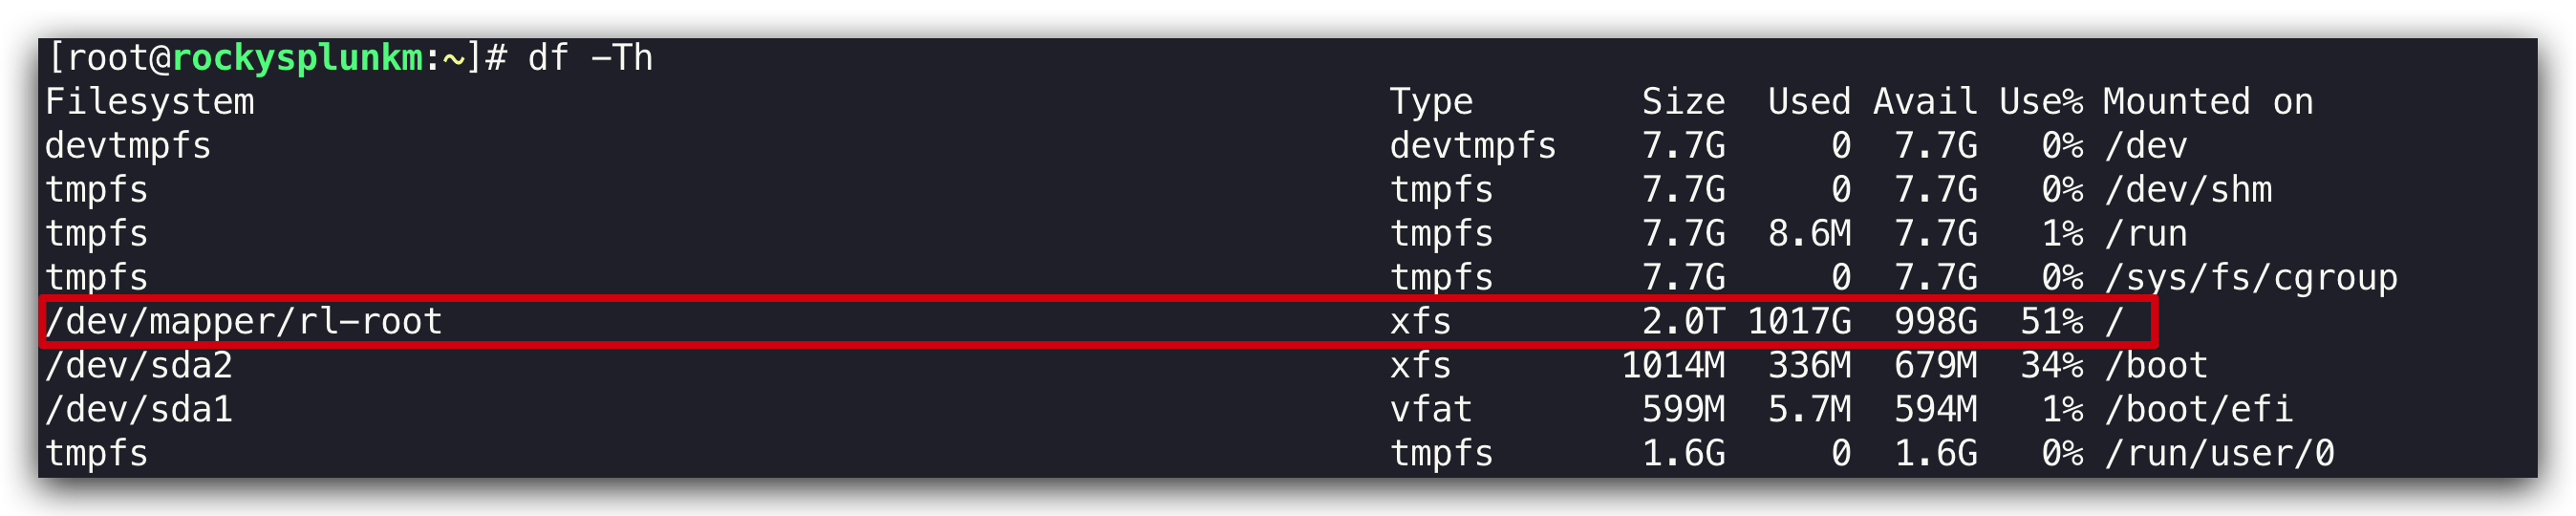 [root@rockysplunkm:~]# df -Th
Filesystem Type Size Used Avail Use% Mounted on
devtmpfs devtmpfs 7.7G 0 7.7G 0% /dev
tmpfs tmpfs 7.7G 0 7.7G 0% /dev/shm
tmpfs tmpfs 7.7G 8.6M 7.7G 1% /run
tmpfs tmpfs 7.7G 0 7.7G 0% /sys/fs/cgroup
/dev/mapper/rl-root xfs 2.0T 1017G 998G 51% /
/dev/sda2 xfs 1014M 336M 679M 34% /boot
/dev/sda1 vfat 599M 5.7M 594M 1% /boot/efi
tmpfs tmpfs 1.6G 0 1.6G 0% /run/user/0